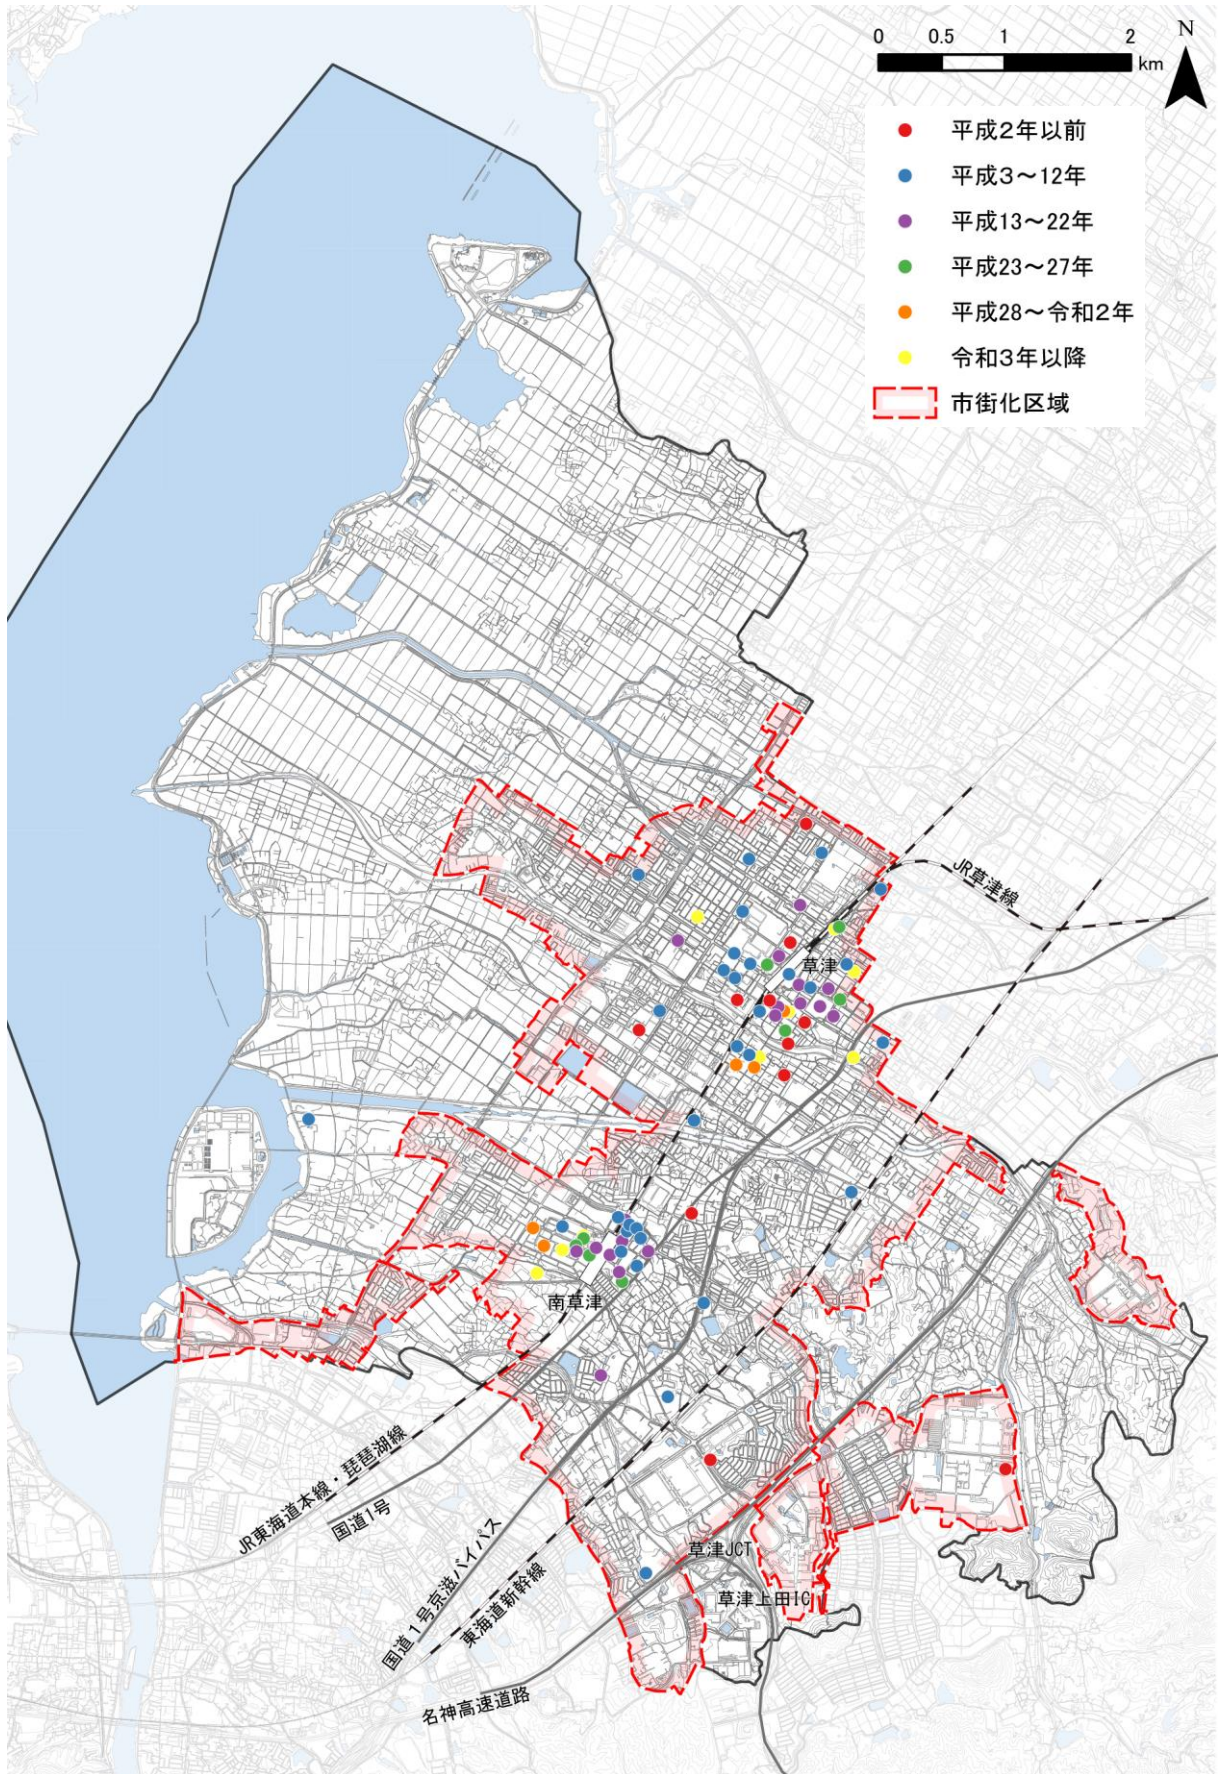 0 0.5 1 2
km
N
平成2年以前
平成3～12年
平成13～22年
平成23～27年
平成28～令和2年
令和3年以降
市街化区域
JR草津線
草津
南草津
JR東海道本線・琵琶湖線
国道1号
国道1号京滋バイパス
東海道新幹線
草津JCT
草津上田IC
名神高速道路